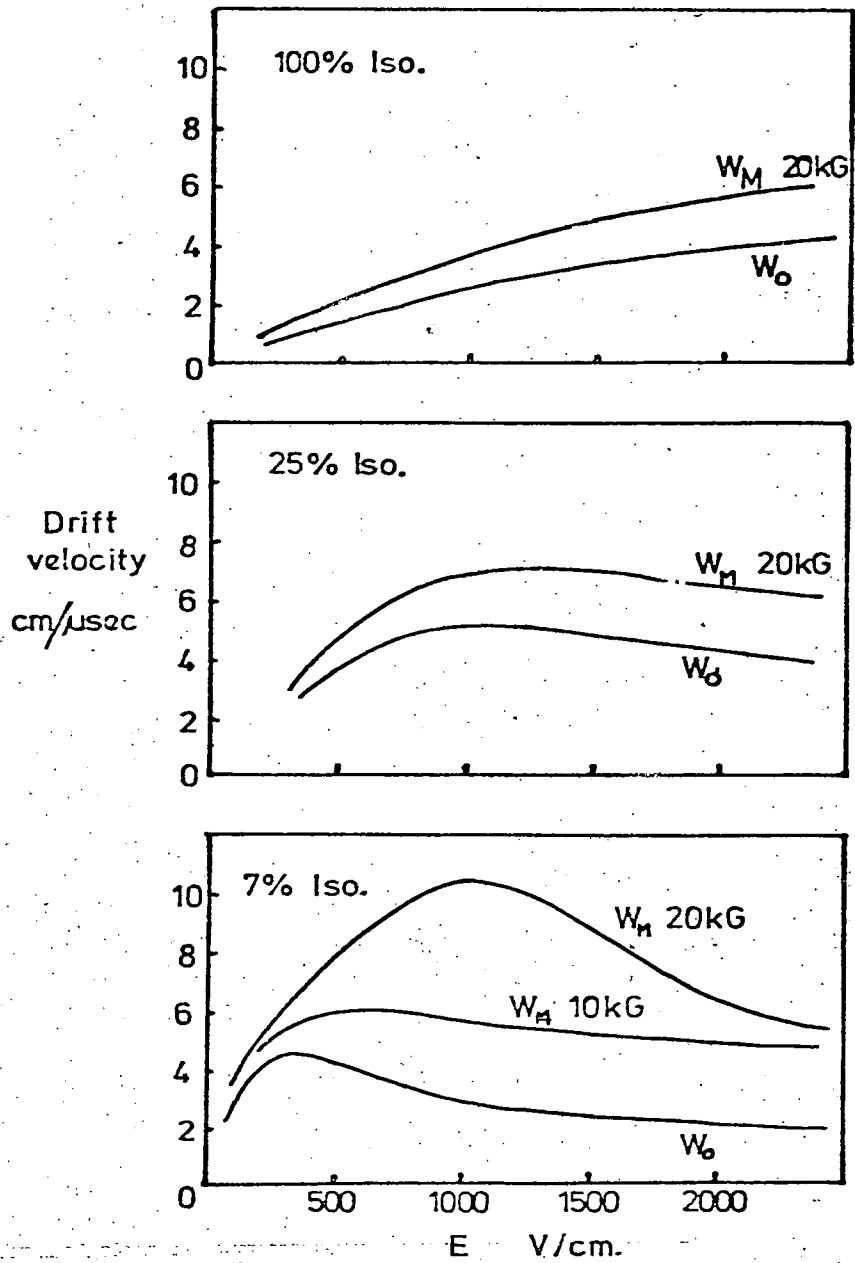 100% Iso.
10
8
6
4
2
0
W_M 20kG
W_o
25% Iso.
10
8
6
4
2
0
W_M 20kG
W_o
Drift
velocity
cm/μsec
7% Iso.
10
8
6
4
2
0
W_M 20kG
W_M 10kG
W_o
500 1000 1500 2000
E V/cm.